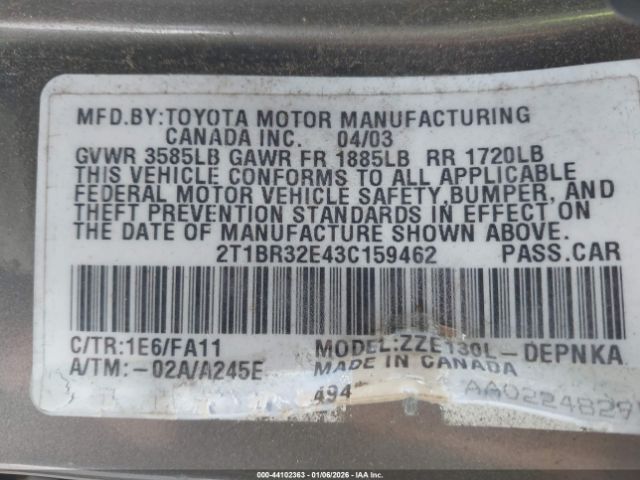 MFD.BY:TOYOTA MOTOR MANUFACTURING
CANADA INC. 04/03
GVWR 3585LB GAWR FR 1885LB RR 1720LB
THIS VEHICLE CONFORMS TO ALL APPLICABLE
FEDERAL MOTOR VEHICLE SAFETY,BUMPER, AND
THEFT PREVENTION STANDARDS IN EFFECT ON
THE DATE OF MANUFACTURE SHOWN ABOVE.
2T1BR32E43C159462 PASS.CAR
C/TR:1E6/FA11 MODEL:ZZE130L-DEPNKA
A/TM:-02A/A245E MADE IN CANADA
494
000-44102363 - 01/06/2026 - IAAI.COM